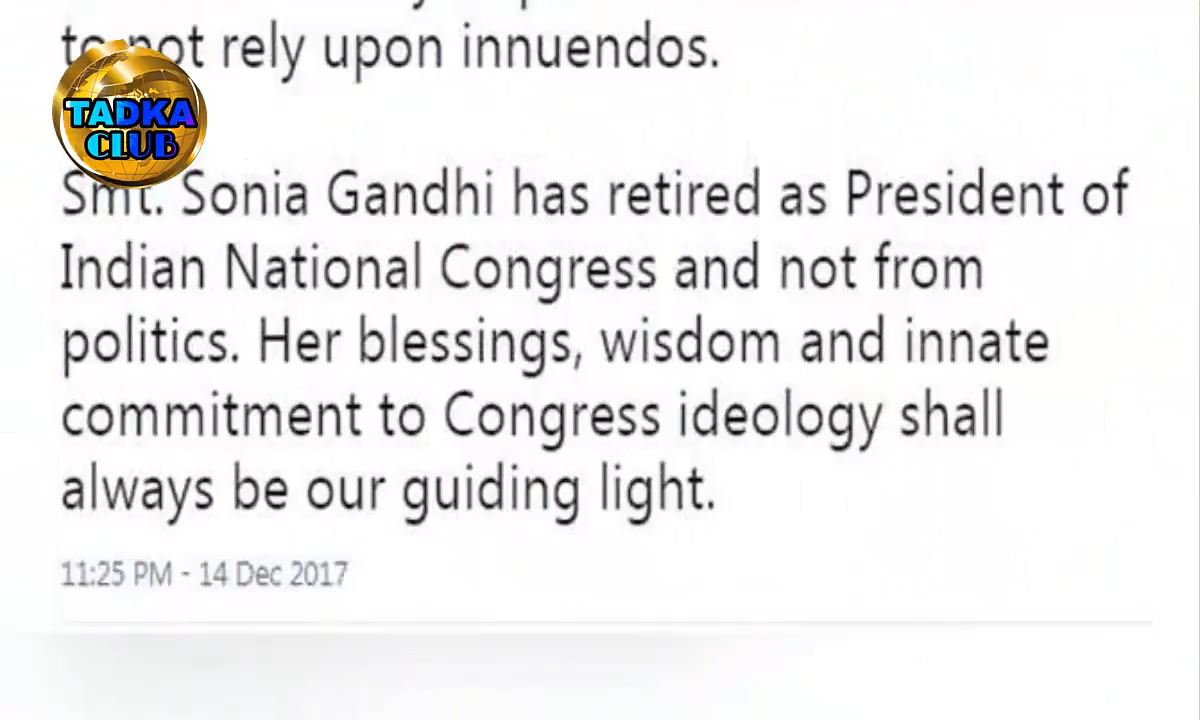 to not rely upon innuendos.
TADKA
CLUB
Smt. Sonia Gandhi has retired as President of
Indian National Congress and not from
politics. Her blessings, wisdom and innate
commitment to Congress ideology shall
always be our guiding light.
11:25 PM - 14 Dec 2017